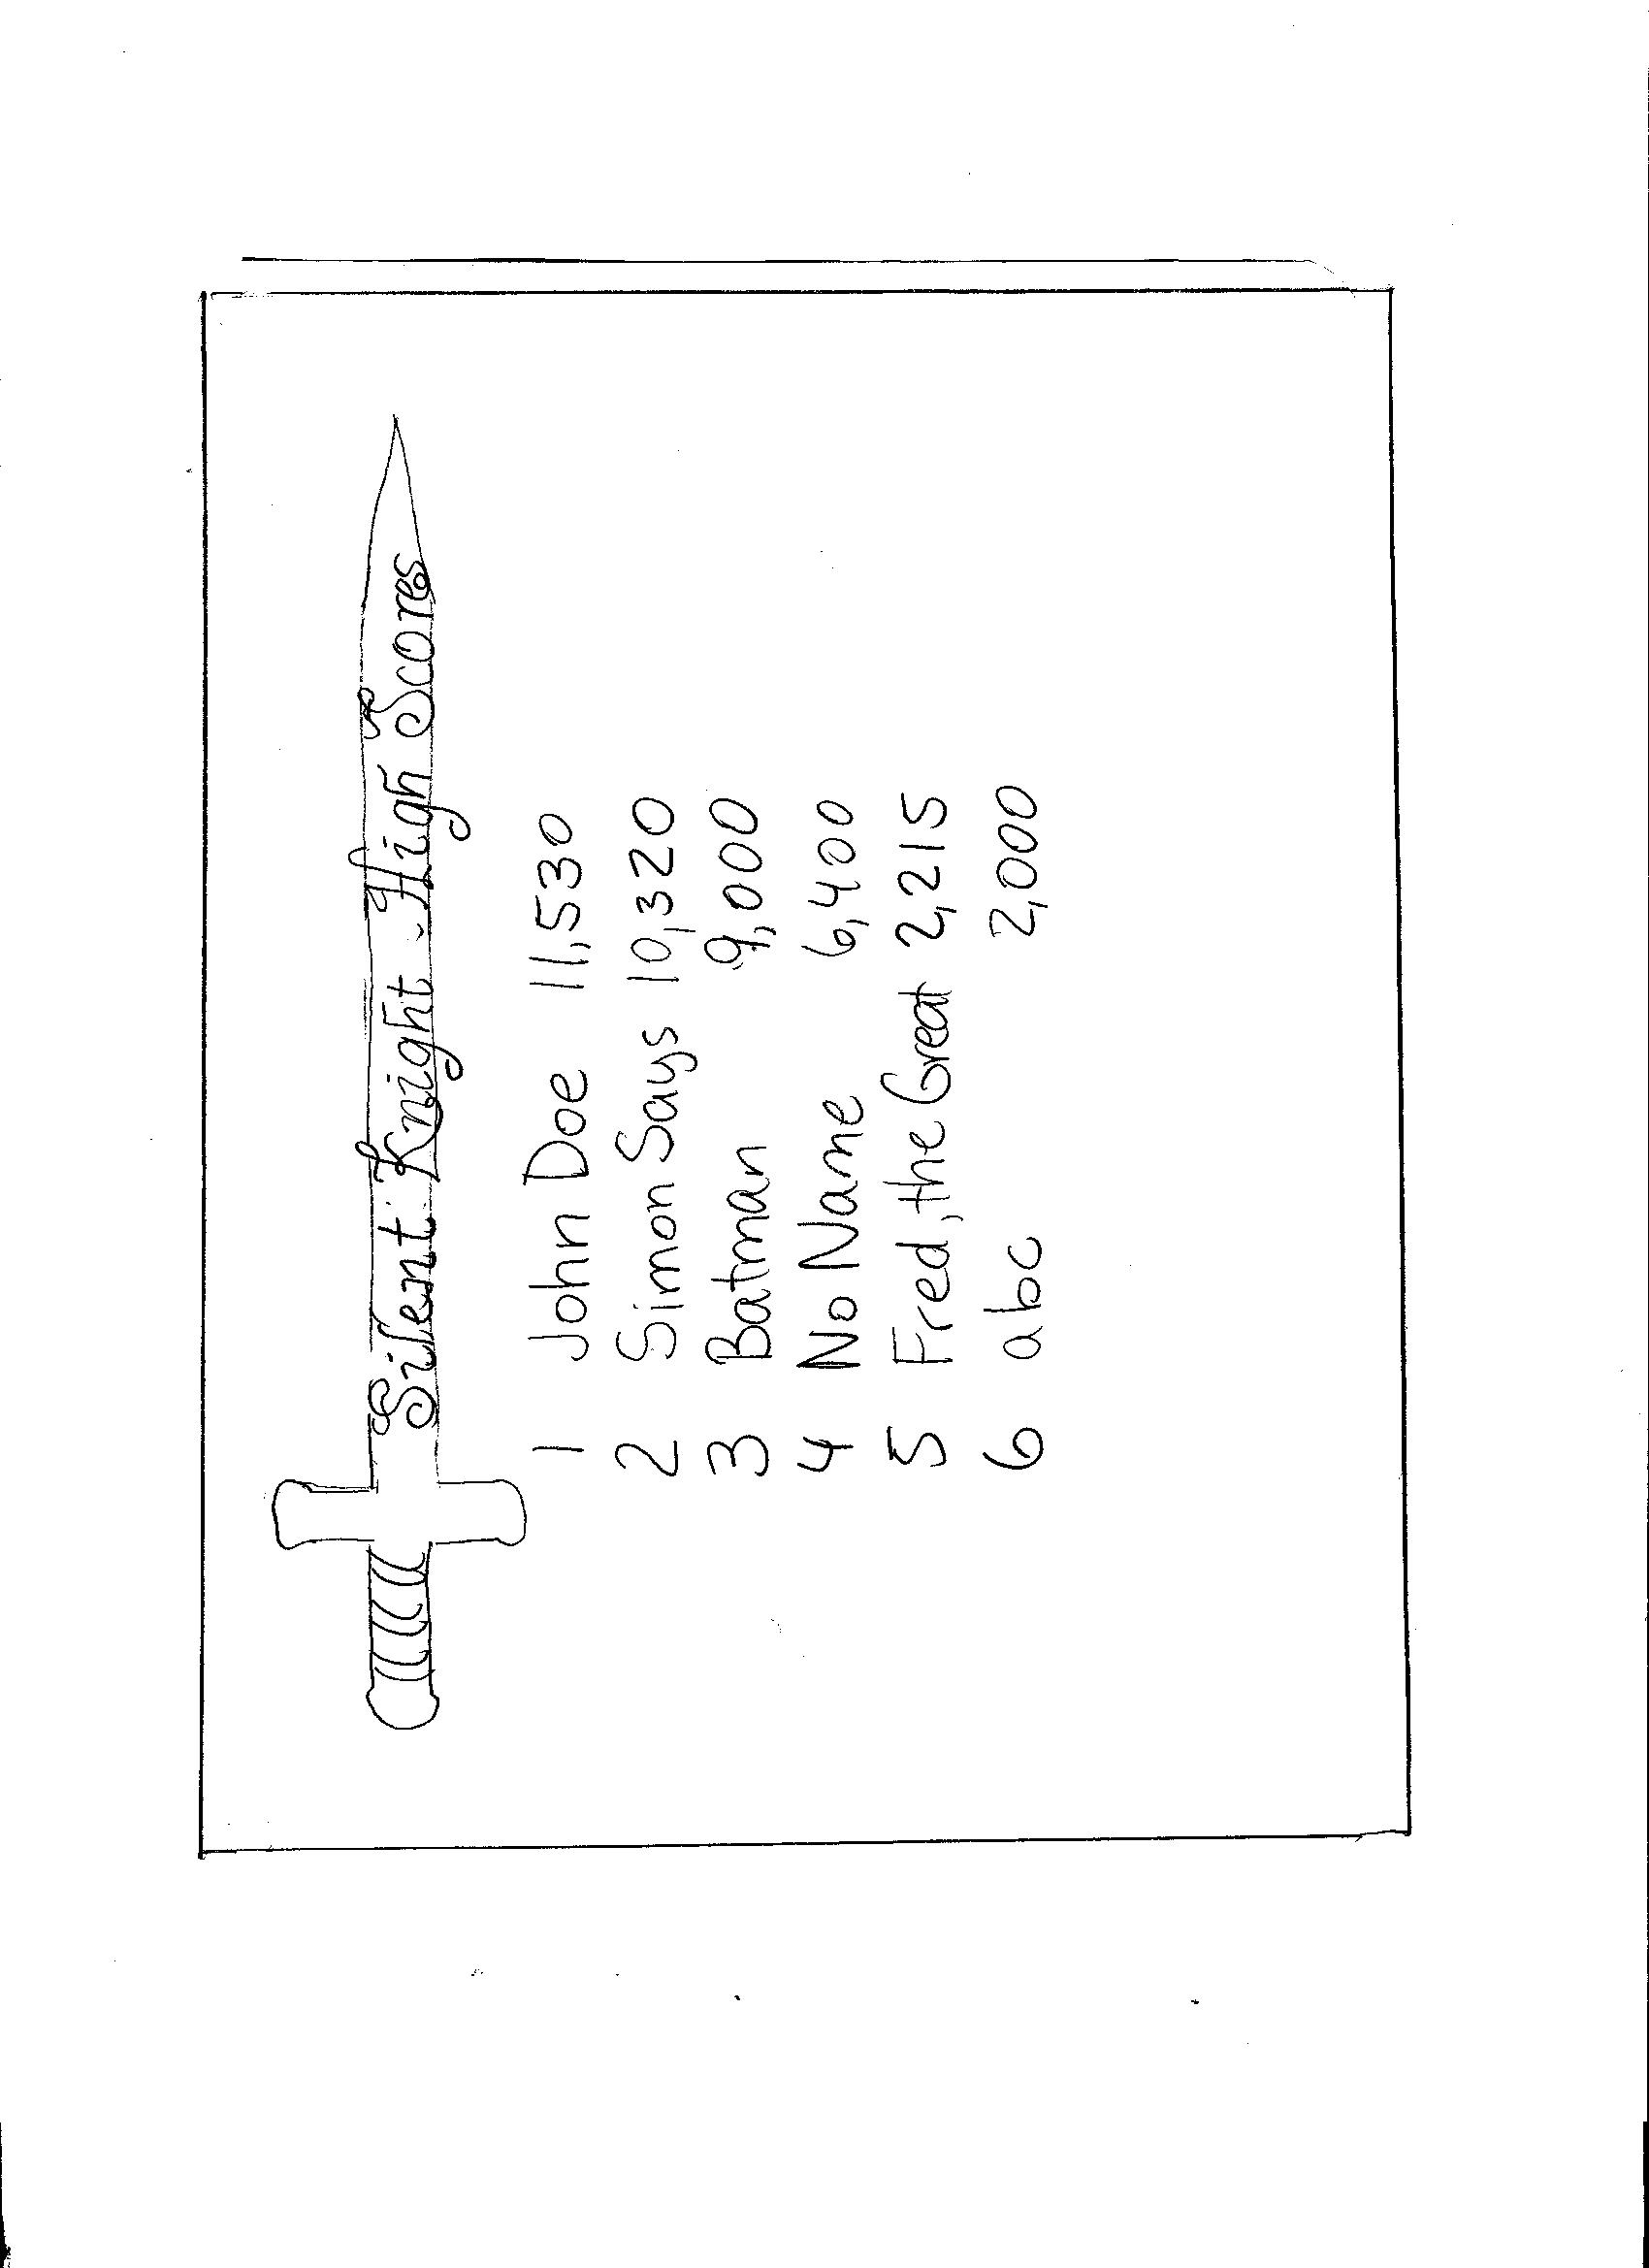 Silent Knight High Scores
1 John Doe 11,530
2 Simon Says 10,320
3 Batman 9,000
4 No Name 6,400
5 Fred, the Great 2,215
6 abc 2,000